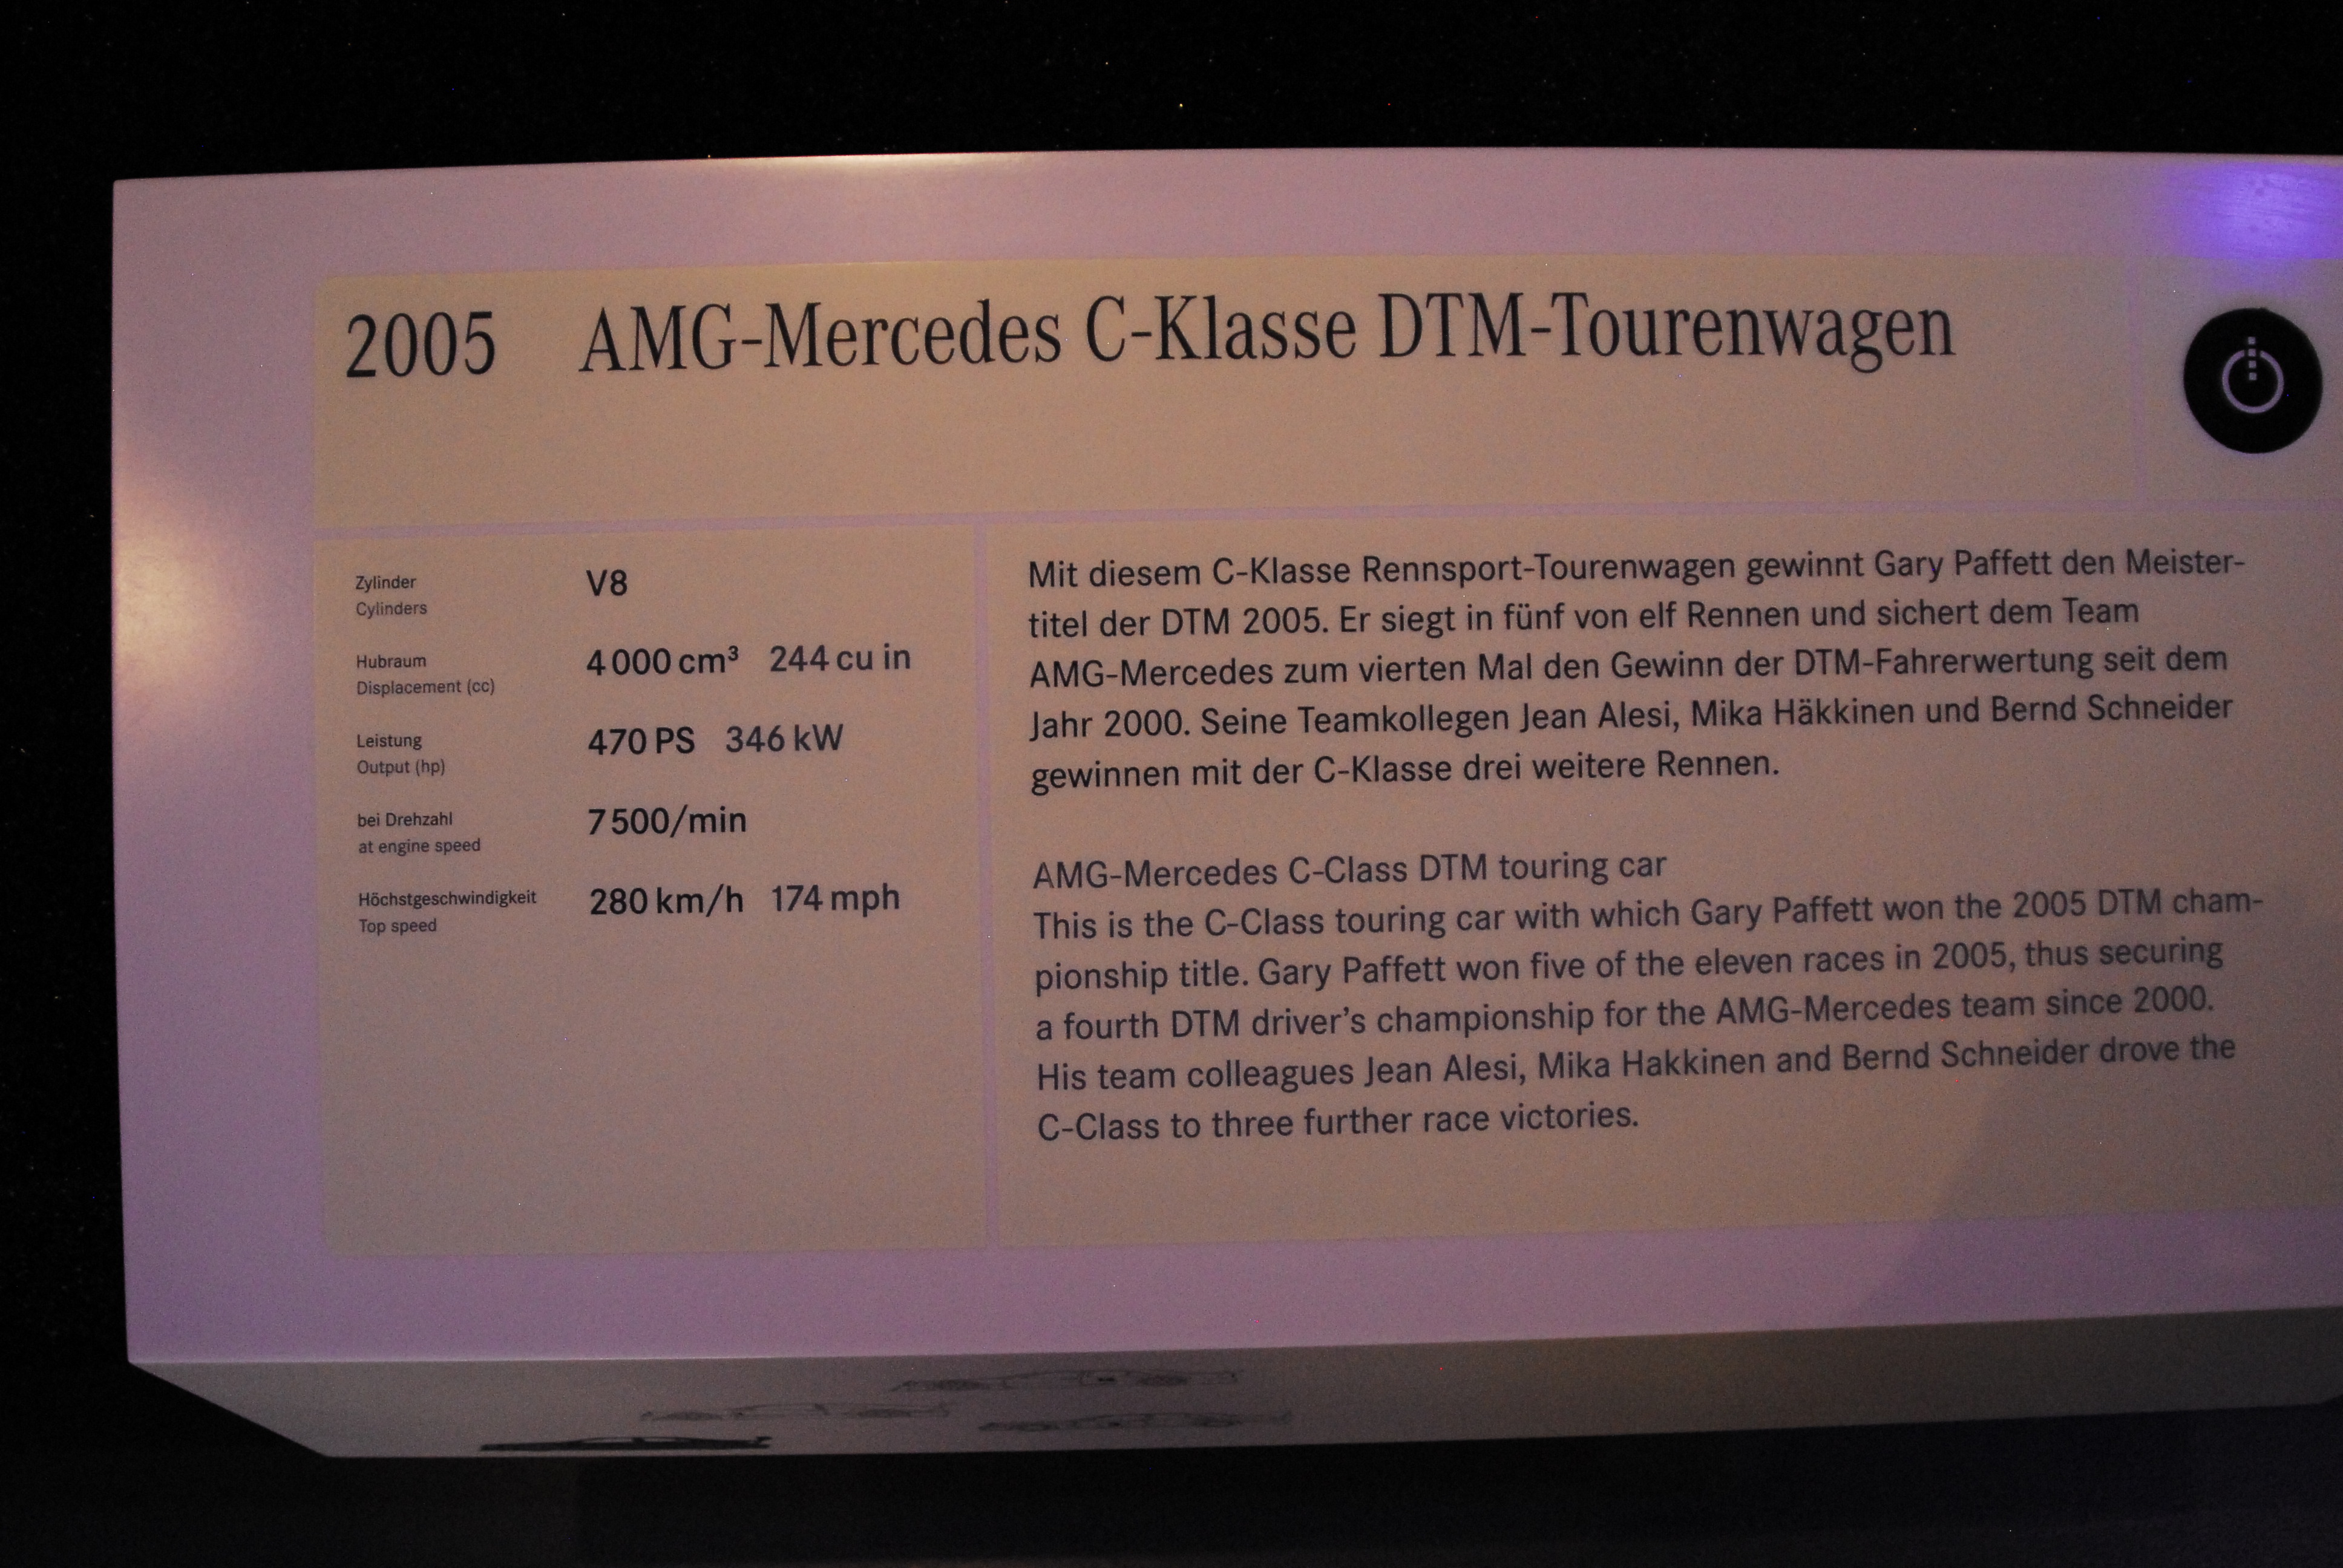 2005 AMG-Mercedes C-Klasse DTM-Tourenwagen
Zylinder
Cylinders
V8
Hubraum
Displacement (cc)
4000 cm³ 244 cu in
Leistung
Output (hp)
470 PS 346 kW
bei Drehzahl
at engine speed
7500/min
Höchstgeschwindigkeit
Top speed
280 km/h 174 mph
Mit diesem C-Klasse Rennsport-Tourenwagen gewinnt Gary Paffett den Meister-
titel der DTM 2005. Er siegt in fünf von elf Rennen und sichert dem Team
AMG-Mercedes zum vierten Mal den Gewinn der DTM-Fahrerwertung seit dem
Jahr 2000. Seine Teamkollegen Jean Alesi, Mika Häkkinen und Bernd Schneider
gewinnen mit der C-Klasse drei weitere Rennen.
AMG-Mercedes C-Class DTM touring car
This is the C-Class touring car with which Gary Paffett won the 2005 DTM cham-
pionship title. Gary Paffett won five of the eleven races in 2005, thus securing
a fourth DTM driver's championship for the AMG-Mercedes team since 2000.
His team colleagues Jean Alesi, Mika Hakkinen and Bernd Schneider drove the
C-Class to three further race victories.